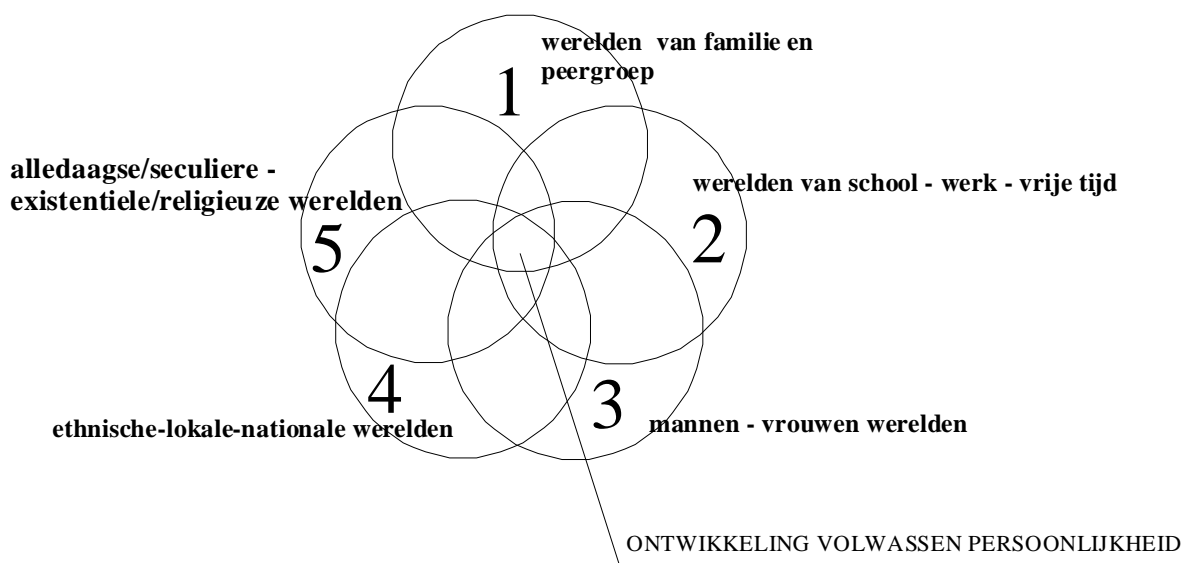 werelden van familie en
peergroep
1
alledaagse/seculiere -
existentiele/religieuze werelden
werelden van school - werk - vrije tijd
2
5
4
3
ethnische-lokale-nationale werelden
mannen - vrouwen werelden
ONTWIKKELING VOLWASSEN PERSOONLIJKHEID